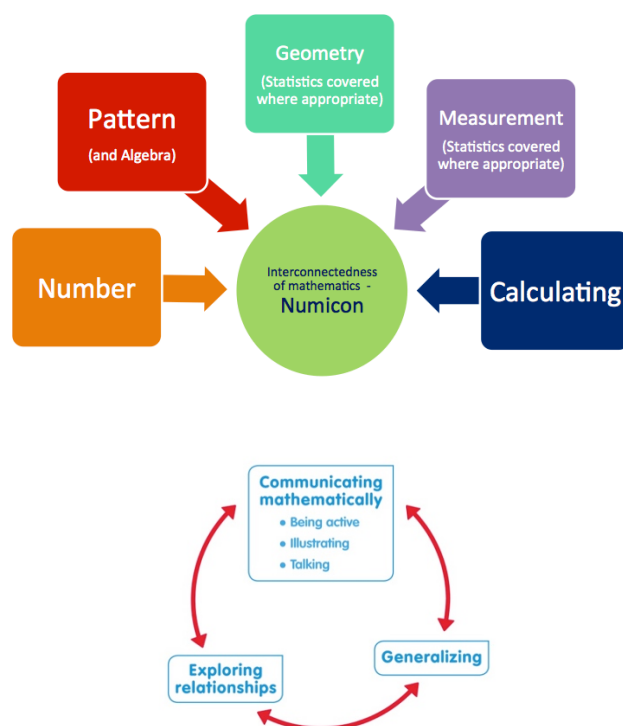 Geometry
(Statistics covered
where appropriate)
Pattern
(and Algebra)
Measurement
(Statistics covered
where appropriate)
Number
Interconnectedness
of mathematics -
Numicon
Calculating
Communicating
mathematically
• Being active
• Illustrating
• Talking
Exploring
relationships
Generalizing